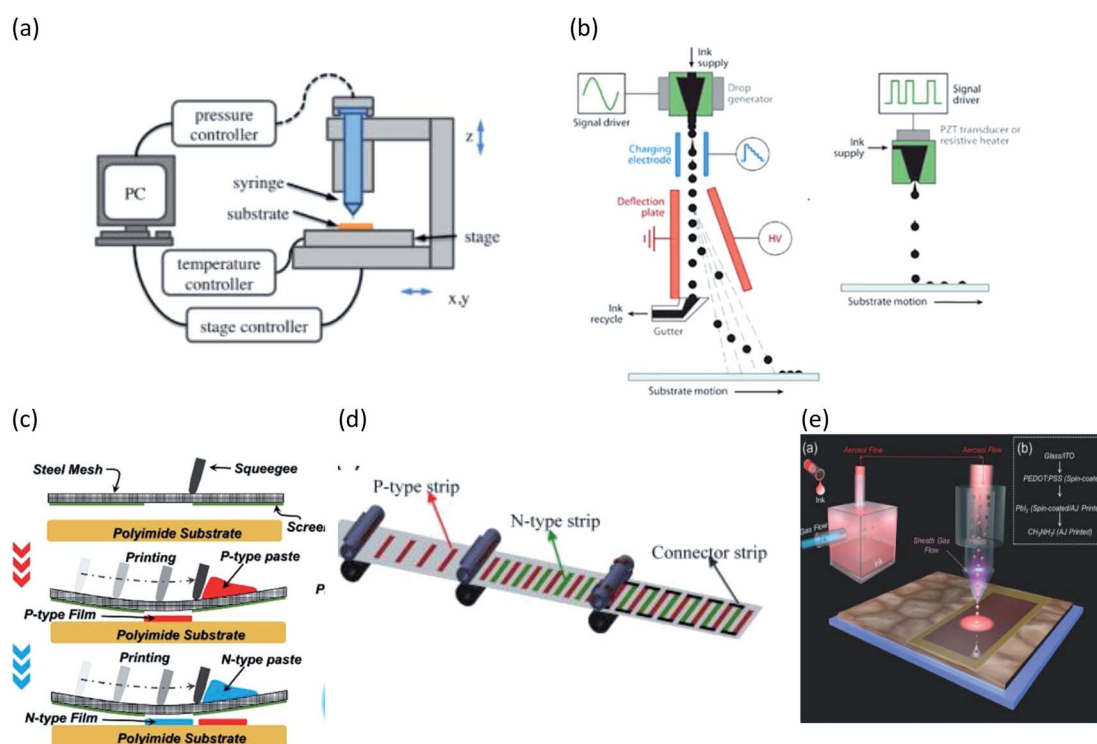 (a)
pressure
controller
PC
syringe
substrate
temperature
controller
stage controller
z
stage
x,y
(b)
Ink
supply
Signal driver
Drop
generator
Charging
electrode
Deflection
plate
HV
Ink
recycle
Gutter
Substrate motion
Signal
driver
PZT transducer or
resistive heater
Ink
supply
Substrate motion
(c)
Steel Mesh
Squeegee
Screen
Polyimide Substrate
Printing
P-type paste
P-type Film
Polyimide Substrate
Printing
N-type paste
N-type Film
Polyimide Substrate
(d)
P-type strip
N-type strip
Connector strip
(e)
(a)
Aerosol Flow
Aerosol Flow
Ink
Gas Flow
Ink
Sheath Gas
Flow
(b)
Glass/ITO
PEDOT:PSS (Spin-coate
PbI₂ (Spin-coated/AJ Printe
CH₃NH₃I (AJ Printed)